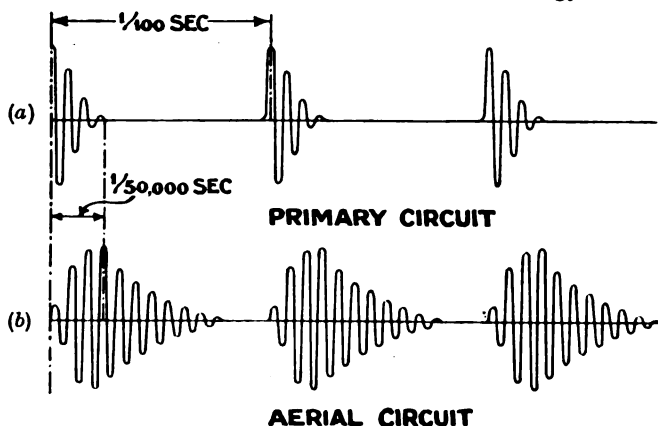 1/100 SEC
(a)
1/50,000 SEC
PRIMARY CIRCUIT
(b)
AERIAL CIRCUIT